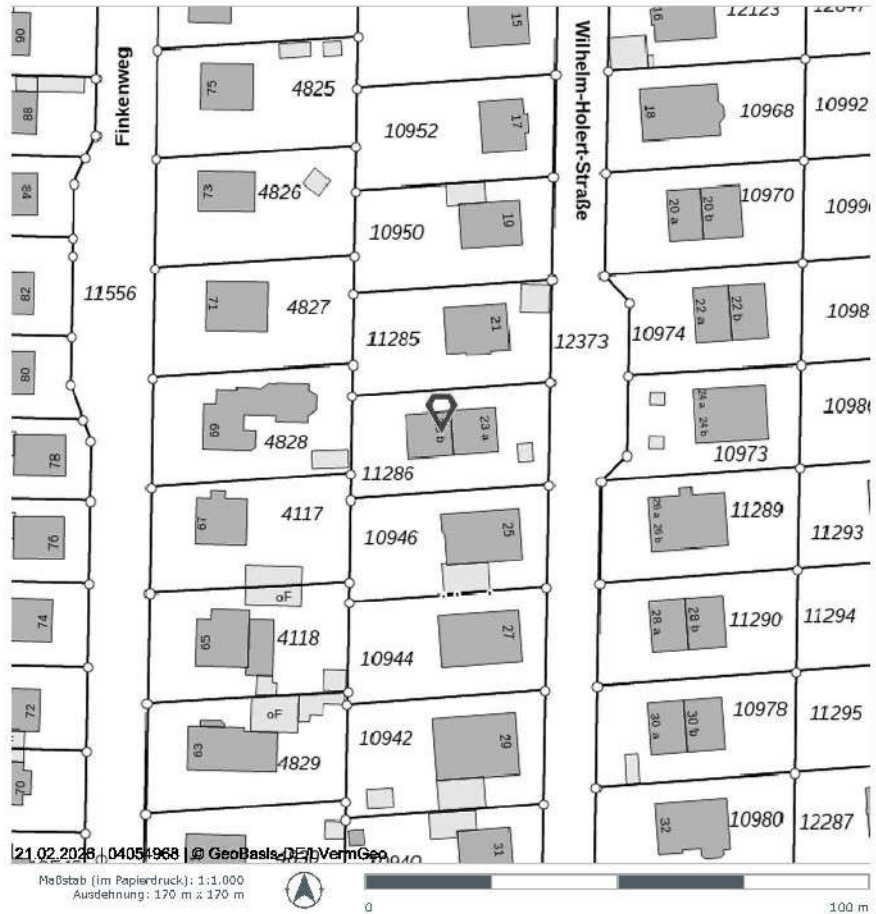 90
15
16
12123
Finkenweg
75
4825
Wilhelm-Holert-Straße
88
10952
17
18
10968
10992
84
73
4826
10950
19
20 a
20 b
10970
82
11556
71
4827
11285
21
12373
10974
22 a
22 b
80
69
4828
11286
23 a
24 a
24 b
10973
78
67
4117
10946
25
26 a
26 b
11289
11293
76
oF
74
65
4118
10944
27
28 a
28 b
11290
11294
72
oF
63
4829
10942
29
30 a
30 b
10978
11295
70
31
32
10980
12287
21.02.2026 | 04054968 | © GeoBasis-DE / LVermGeo
Maßstab (im Papierdruck): 1:1.000
Ausdehnung: 170 m x 170 m
0
100 m